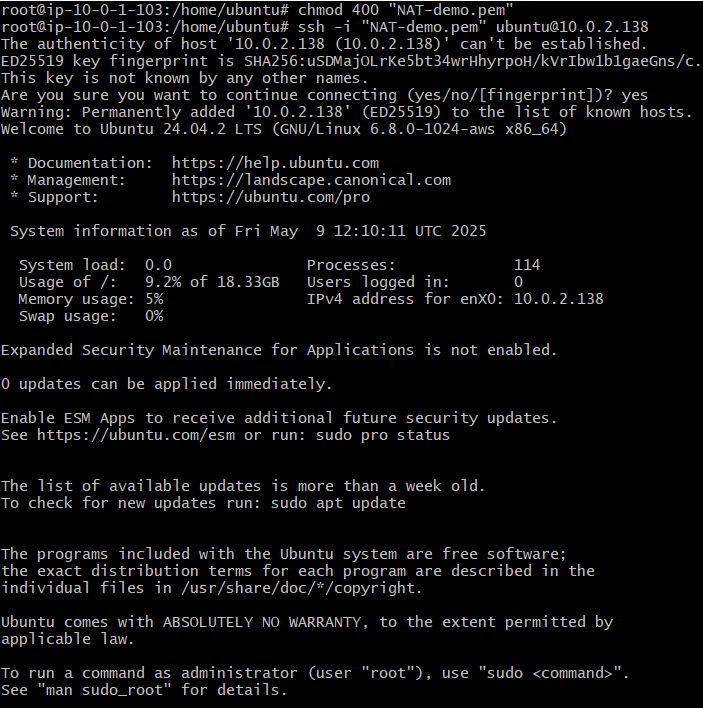 root@ip-10-0-1-103:/home/ubuntu# chmod 400 "NAT-demo.pem"
root@ip-10-0-1-103:/home/ubuntu# ssh -i "NAT-demo.pem" ubuntu@10.0.2.138
The authenticity of host '10.0.2.138 (10.0.2.138)' can't be established.
ED25519 key fingerprint is SHA256:uSDMajOLrKe5bt34wrHhyrpoH/kVrIbw1b1gaeGns/c.
This key is not known by any other names.
Are you sure you want to continue connecting (yes/no/[fingerprint])? yes
Warning: Permanently added '10.0.2.138' (ED25519) to the list of known hosts.
Welcome to Ubuntu 24.04.2 LTS (GNU/Linux 6.8.0-1024-aws x86_64)

 * Documentation:  https://help.ubuntu.com
 * Management:     https://landscape.canonical.com
 * Support:        https://ubuntu.com/pro

 System information as of Fri May  9 12:10:11 UTC 2025

  System load:  0.0               Processes:             114
  Usage of /:   9.2% of 18.33GB   Users logged in:       0
  Memory usage: 5%                IPv4 address for enX0: 10.0.2.138
  Swap usage:   0%

Expanded Security Maintenance for Applications is not enabled.

0 updates can be applied immediately.

Enable ESM Apps to receive additional future security updates.
See https://ubuntu.com/esm or run: sudo pro status


The list of available updates is more than a week old.
To check for new updates run: sudo apt update


The programs included with the Ubuntu system are free software;
the exact distribution terms for each program are described in the
individual files in /usr/share/doc/*/copyright.

Ubuntu comes with ABSOLUTELY NO WARRANTY, to the extent permitted by
applicable law.

To run a command as administrator (user "root"), use "sudo <command>".
See "man sudo_root" for details.